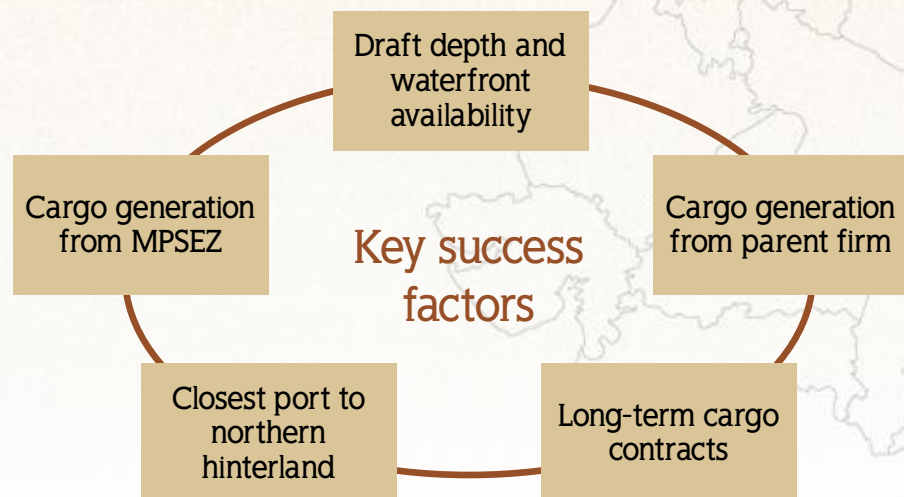 Draft depth and
waterfront
availability
Cargo generation
from MPSEZ
Cargo generation
from parent firm
Key success
factors
Closest port to
northern
hinterland
Long-term cargo
contracts